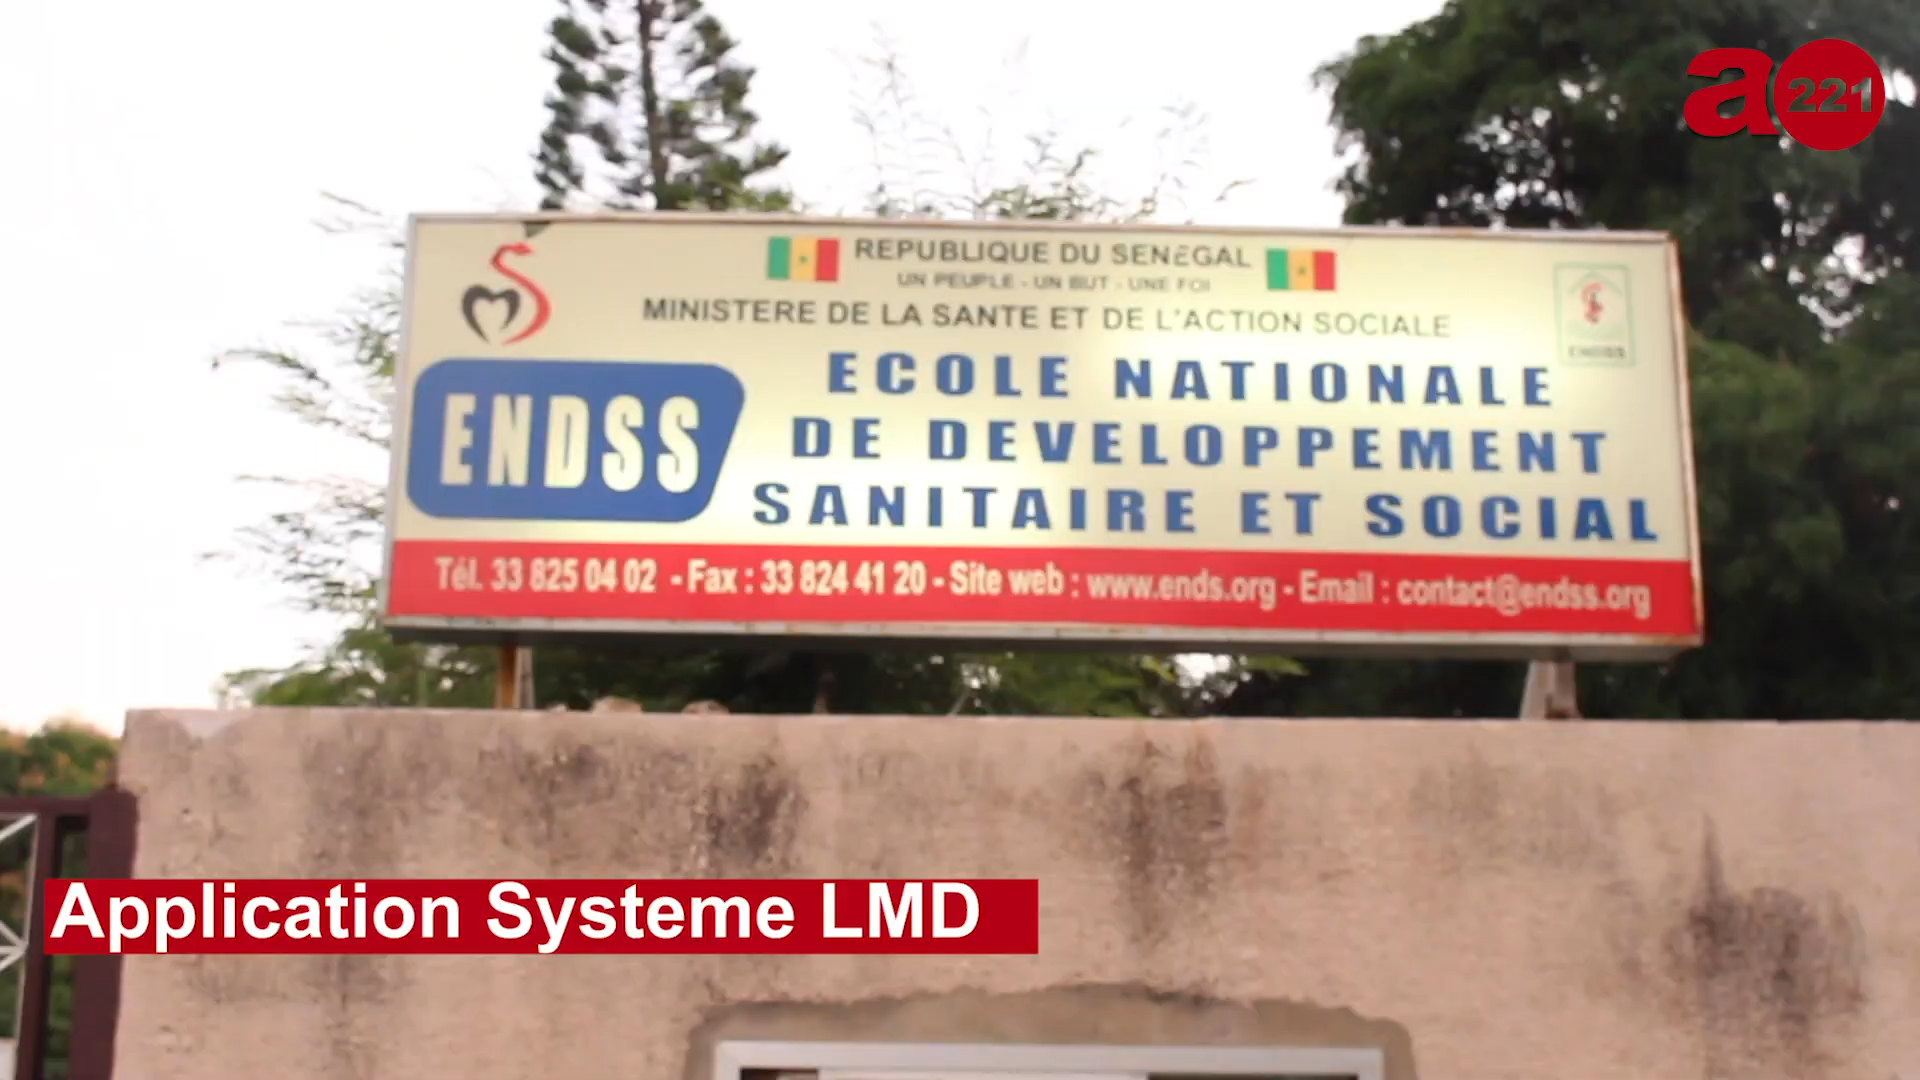 a221
REPUBLIQUE DU SENEGAL
UN PEUPLE - UN BUT - UNE FOI
MINISTERE DE LA SANTE ET DE L'ACTION SOCIALE
ENDSS
ENDSS
ECOLE NATIONALE
DE DEVELOPPEMENT
SANITAIRE ET SOCIAL
Tél. 33 825 04 02 - Fax : 33 824 41 20 - Site web : www.ends.org - Email : contact@endss.org
Application Systeme LMD